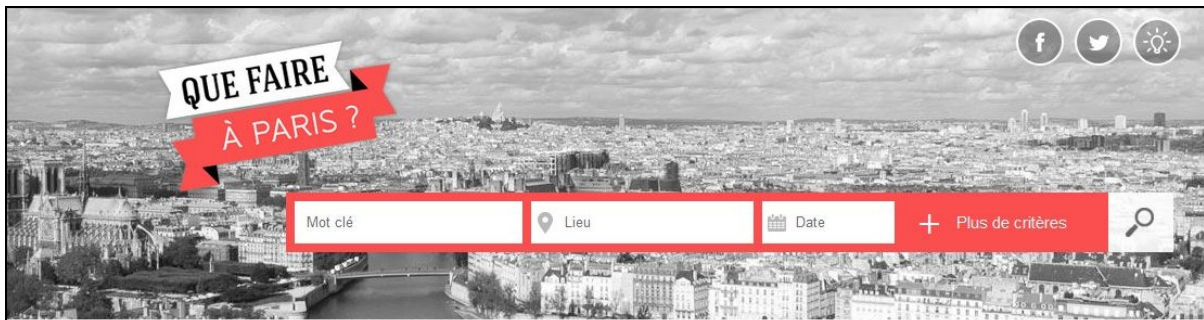 QUE FAIRE
À PARIS ?
Mot clé
Lieu
Date
Plus de critères